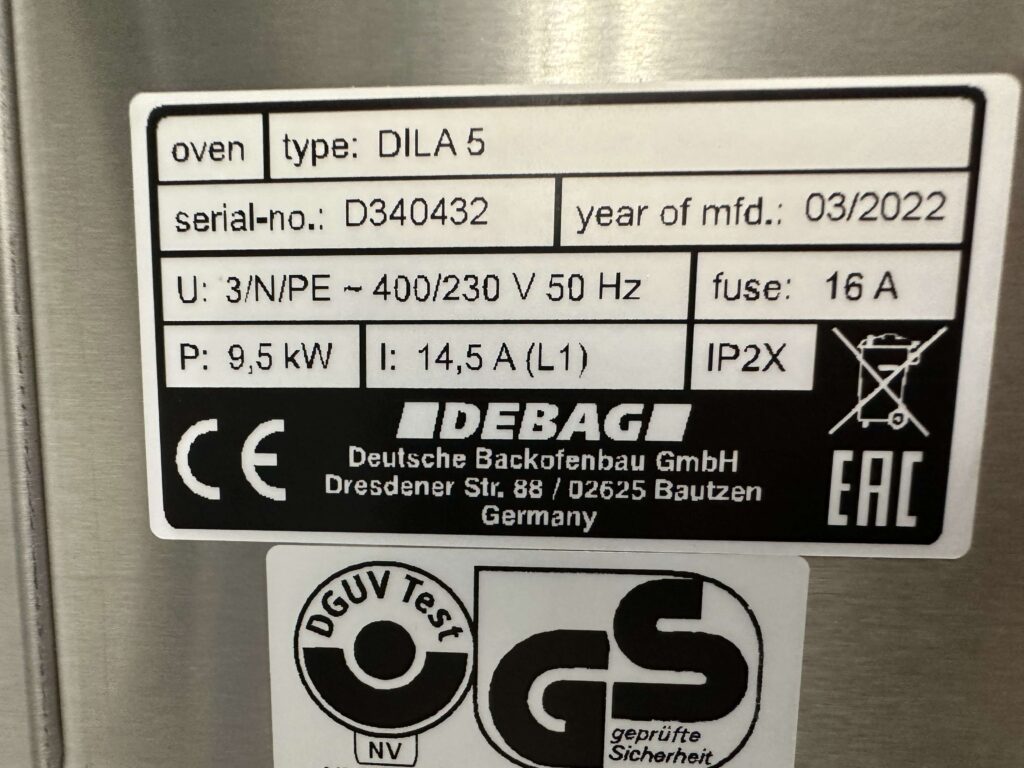 oven type: DILA 5
serial-no.: D340432 year of mfd.: 03/2022
U: 3/N/PE ~ 400/230 V 50 Hz fuse: 16 A
P: 9,5 kW I: 14,5 A (L1) IP2X
CE
DEBAG
Deutsche Backofenbau GmbH
Dresdener Str. 88 / 02625 Bautzen
Germany
EAC
DGUV Test
NV
GS
geprüfte
Sicherheit